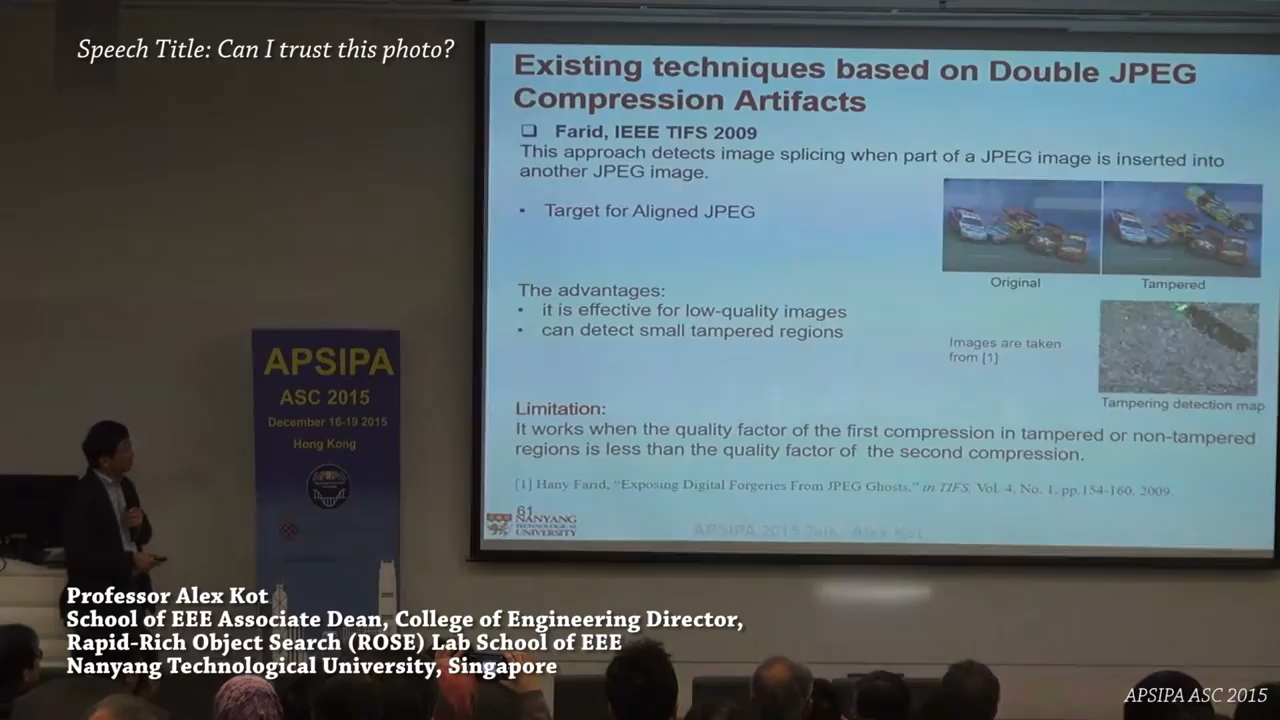 Speech Title: Can I trust this photo?
Existing techniques based on Double JPEG
Compression Artifacts
❑ Farid, IEEE TIFS 2009
This approach detects image splicing when part of a JPEG image is inserted into
another JPEG image.
• Target for Aligned JPEG
Original
Tampered
The advantages:
• it is effective for low-quality images
• can detect small tampered regions
Images are taken
from [1]
Tampering detection map
Limitation:
It works when the quality factor of the first compression in tampered or non-tampered
regions is less than the quality factor of the second compression.
[1] Hany Farid, "Exposing Digital Forgeries From JPEG Ghosts," in TIFS, Vol. 4, No. 1, pp.154-160, 2009.
61
NANYANG
TECHNOLOGICAL
UNIVERSITY
APSIPA 2015 Talk, Alex Kot
APSIPA
ASC 2015
December 16-19 2015
Hong Kong
APSIPA
Professor Alex Kot
School of EEE Associate Dean, College of Engineering Director,
Rapid-Rich Object Search (ROSE) Lab School of EEE
Nanyang Technological University, Singapore
APSIPA ASC 2015